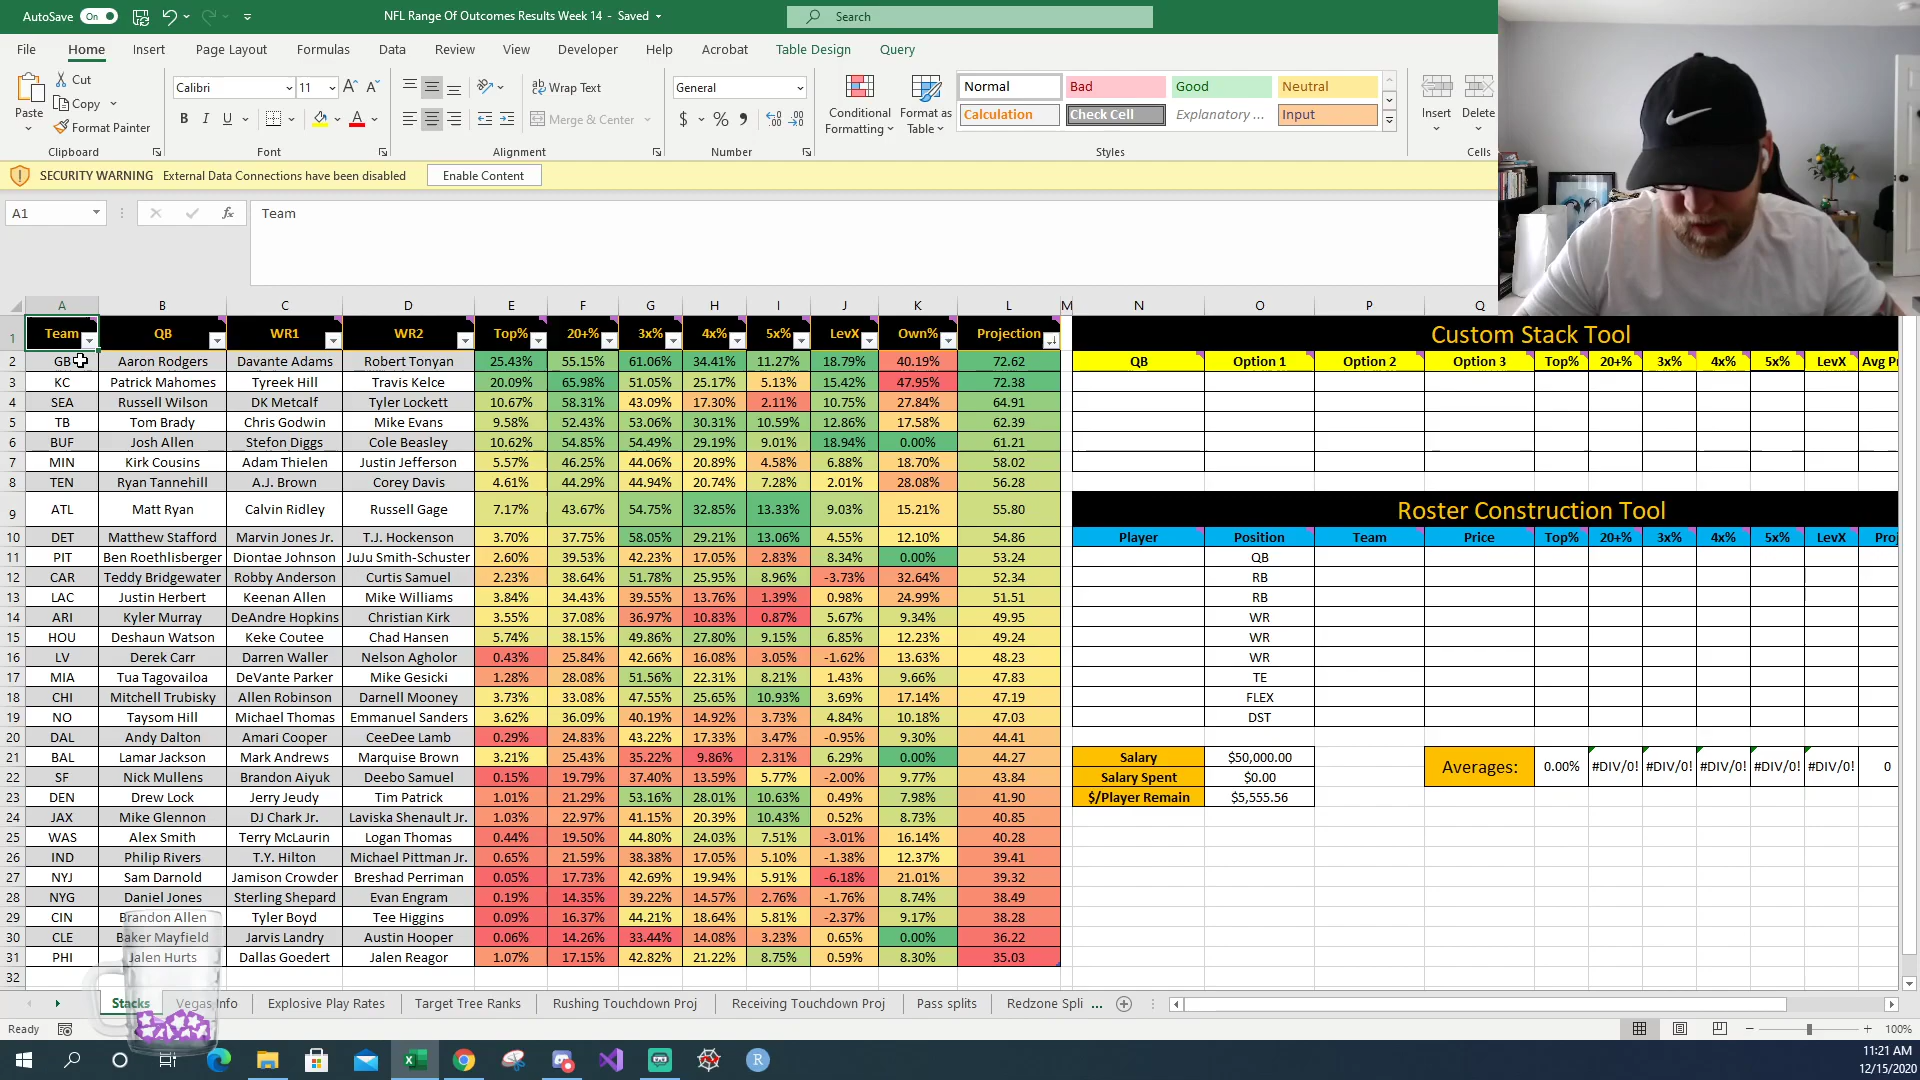 AutoSave On NFL Range Of Outcomes Results Week 14 - Saved Search
File Home Insert Page Layout Formulas Data Review View Developer Help Acrobat Table Design Query
Paste Cut Copy Format Painter Clipboard
Calibri 11 A A B I U A Font
Wrap Text Merge & Center Alignment
General $ % Number
Conditional Formatting Format as Table
Normal Bad Good Neutral
Calculation Check Cell Explanatory ... Input
Styles
Insert Delete
Cells
SECURITY WARNING External Data Connections have been disabled Enable Content
A1 fx Team
A B C D E F G H I J K L M N O P Q
1 Team QB WR1 WR2 Top% 20+% 3x% 4x% 5x% LevX Own% Projection
2 GB Aaron Rodgers Davante Adams Robert Tonyan 25.43% 55.15% 61.06% 34.41% 11.27% 18.79% 40.19% 72.62
3 KC Patrick Mahomes Tyreek Hill Travis Kelce 20.09% 65.98% 51.05% 25.17% 5.13% 15.42% 47.95% 72.38
4 SEA Russell Wilson DK Metcalf Tyler Lockett 10.67% 58.31% 43.09% 17.30% 2.11% 10.75% 27.84% 64.91
5 TB Tom Brady Chris Godwin Mike Evans 9.58% 52.43% 53.06% 30.31% 10.59% 12.86% 17.58% 62.39
6 BUF Josh Allen Stefon Diggs Cole Beasley 10.62% 54.85% 54.49% 29.19% 9.01% 18.94% 0.00% 61.21
7 MIN Kirk Cousins Adam Thielen Justin Jefferson 5.57% 46.25% 44.06% 20.89% 4.58% 6.88% 18.70% 58.02
8 TEN Ryan Tannehill A.J. Brown Corey Davis 4.61% 44.29% 44.94% 20.74% 7.28% 2.01% 28.08% 56.28
9 ATL Matt Ryan Calvin Ridley Russell Gage 7.17% 43.67% 54.75% 32.85% 13.33% 9.03% 15.21% 55.80
10 DET Matthew Stafford Marvin Jones Jr. T.J. Hockenson 3.70% 37.75% 58.05% 29.21% 13.06% 4.55% 12.10% 54.86
11 PIT Ben Roethlisberger Diontae Johnson JuJu Smith-Schuster 2.60% 39.53% 42.23% 17.05% 2.83% 8.34% 0.00% 53.24
12 CAR Teddy Bridgewater Robby Anderson Curtis Samuel 2.23% 38.64% 51.78% 25.95% 8.96% -3.73% 32.64% 52.34
13 LAC Justin Herbert Keenan Allen Mike Williams 3.84% 34.43% 39.55% 13.76% 1.39% 0.98% 24.99% 51.51
14 ARI Kyler Murray DeAndre Hopkins Christian Kirk 3.55% 37.08% 36.97% 10.83% 0.87% 5.67% 9.34% 49.95
15 HOU Deshaun Watson Keke Coutee Chad Hansen 5.74% 38.15% 49.86% 27.80% 9.15% 6.85% 12.23% 49.24
16 LV Derek Carr Darren Waller Nelson Agholor 0.43% 25.84% 42.66% 16.08% 3.05% -1.62% 13.63% 48.23
17 MIA Tua Tagovailoa DeVante Parker Mike Gesicki 1.28% 28.08% 51.56% 22.31% 8.21% 1.43% 9.66% 47.83
18 CHI Mitchell Trubisky Allen Robinson Darnell Mooney 3.73% 33.08% 47.55% 25.65% 10.93% 3.69% 17.14% 47.19
19 NO Taysom Hill Michael Thomas Emmanuel Sanders 3.62% 36.09% 40.19% 14.92% 3.73% 4.84% 10.18% 47.03
20 DAL Andy Dalton Amari Cooper CeeDee Lamb 0.29% 24.83% 43.22% 17.33% 3.47% -0.95% 9.30% 44.41
21 BAL Lamar Jackson Mark Andrews Marquise Brown 3.21% 25.43% 35.22% 9.86% 2.31% 6.29% 0.00% 44.27
22 SF Nick Mullens Brandon Aiyuk Deebo Samuel 0.15% 19.79% 37.40% 13.59% 5.77% -2.00% 9.77% 43.84
23 DEN Drew Lock Jerry Jeudy Tim Patrick 1.01% 21.29% 53.16% 28.01% 10.63% 0.49% 7.98% 41.90
24 JAX Mike Glennon DJ Chark Jr. Laviska Shenault Jr. 1.03% 22.97% 41.15% 20.39% 10.43% 0.52% 8.73% 40.85
25 WAS Alex Smith Terry McLaurin Logan Thomas 0.44% 19.50% 44.80% 24.03% 7.51% -3.01% 16.14% 40.28
26 IND Philip Rivers T.Y. Hilton Michael Pittman Jr. 0.65% 21.59% 38.38% 17.05% 5.10% -1.38% 12.37% 39.41
27 NYJ Sam Darnold Jamison Crowder Breshad Perriman 0.05% 17.73% 42.69% 19.94% 5.91% -6.18% 21.01% 39.32
28 NYG Daniel Jones Sterling Shepard Evan Engram 0.19% 14.35% 39.22% 14.57% 2.76% -1.76% 8.74% 38.49
29 CIN Brandon Allen Tyler Boyd Tee Higgins 0.09% 16.37% 44.21% 18.64% 5.81% -2.37% 9.17% 38.28
30 CLE Baker Mayfield Jarvis Landry Austin Hooper 0.06% 14.26% 33.44% 14.08% 3.23% 0.65% 0.00% 36.22
31 PHI Jalen Hurts Dallas Goedert Jalen Reagor 1.07% 17.15% 42.82% 21.22% 8.75% 0.59% 8.30% 35.03
32
Custom Stack Tool
QB Option 1 Option 2 Option 3 Top% 20+% 3x% 4x% 5x% LevX Avg Pr
Roster Construction Tool
Player Position Team Price Top% 20+% 3x% 4x% 5x% LevX Proj
QB
RB
RB
WR
WR
WR
TE
FLEX
DST
Salary $50,000.00
Salary Spent $0.00
$/Player Remain $5,555.56
Averages: 0.00% #DIV/0! #DIV/0! #DIV/0! #DIV/0! #DIV/0! 0
Stacks Vegas Info Explosive Play Rates Target Tree Ranks Rushing Touchdown Proj Receiving Touchdown Proj Pass splits Redzone Spli ...
Ready 100%
11:21 AM
12/15/2020